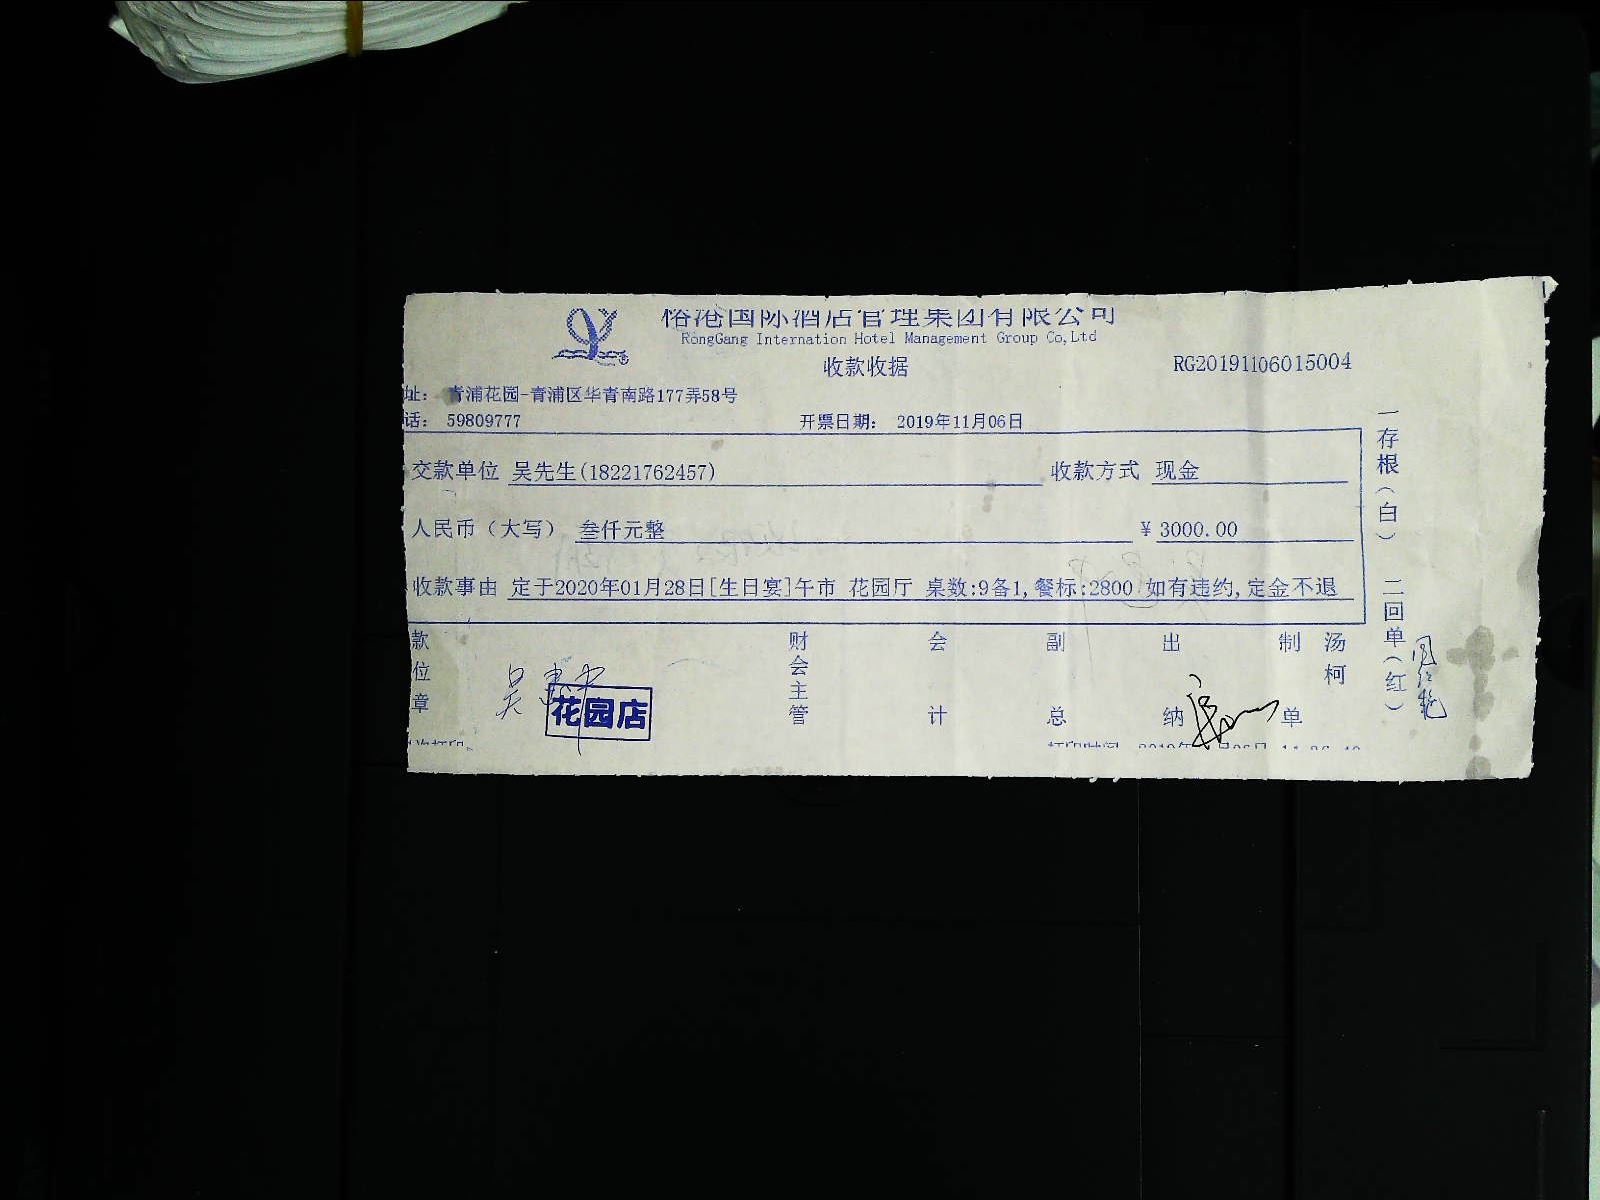 榕港国际酒店管理集团有限公司
RongGang Internation Hotel Management Group Co,Ltd
收款收据
RG20191106015004
址： 青浦花园-青浦区华青南路177弄58号
话： 59809777 开票日期： 2019年11月06日
交款单位 吴先生(18221762457) 收款方式 现金
人民币（大写） 叁仟元整 ￥3000.00
收款事由 定于2020年01月28日[生日宴]午市 花园厅 桌数:9备1,餐标:2800 如有违约,定金不退
款位章 吴
花园店
财会主管 会计 副总 出纳 制单 汤柯
一存根（白） 二回单（红）